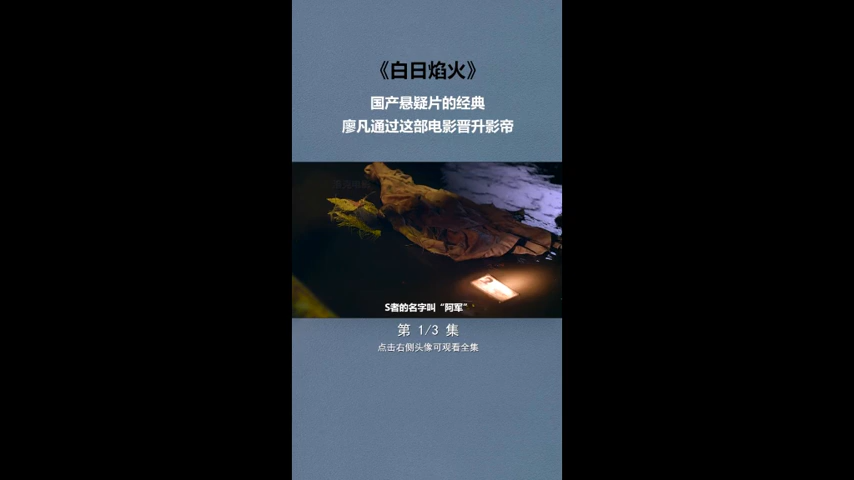 《白日焰火》
国产悬疑片的经典
廖凡通过这部电影晋升影帝
S者的名字叫“阿军”
第 1/3 集
点击右侧头像可观看全集